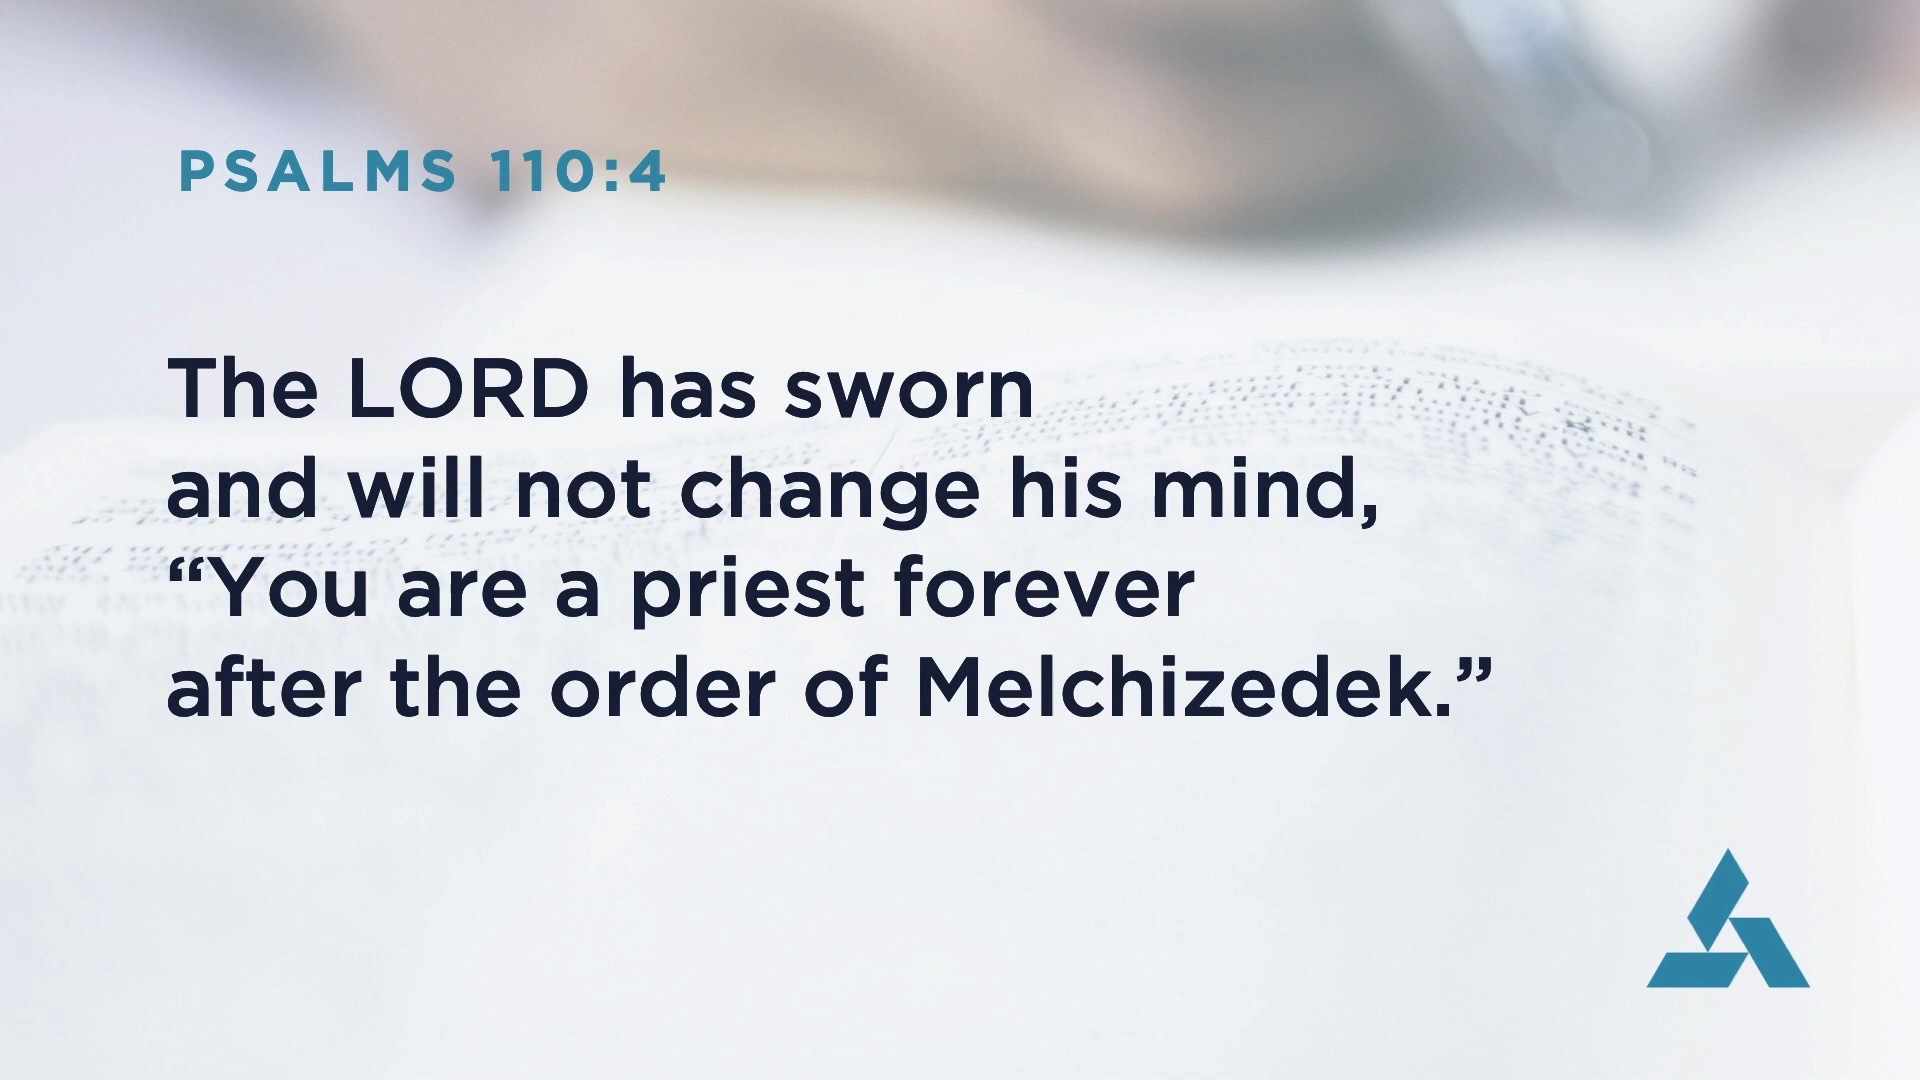 PSALMS 110:4
The LORD has sworn
and will not change his mind,
“You are a priest forever
after the order of Melchizedek.”